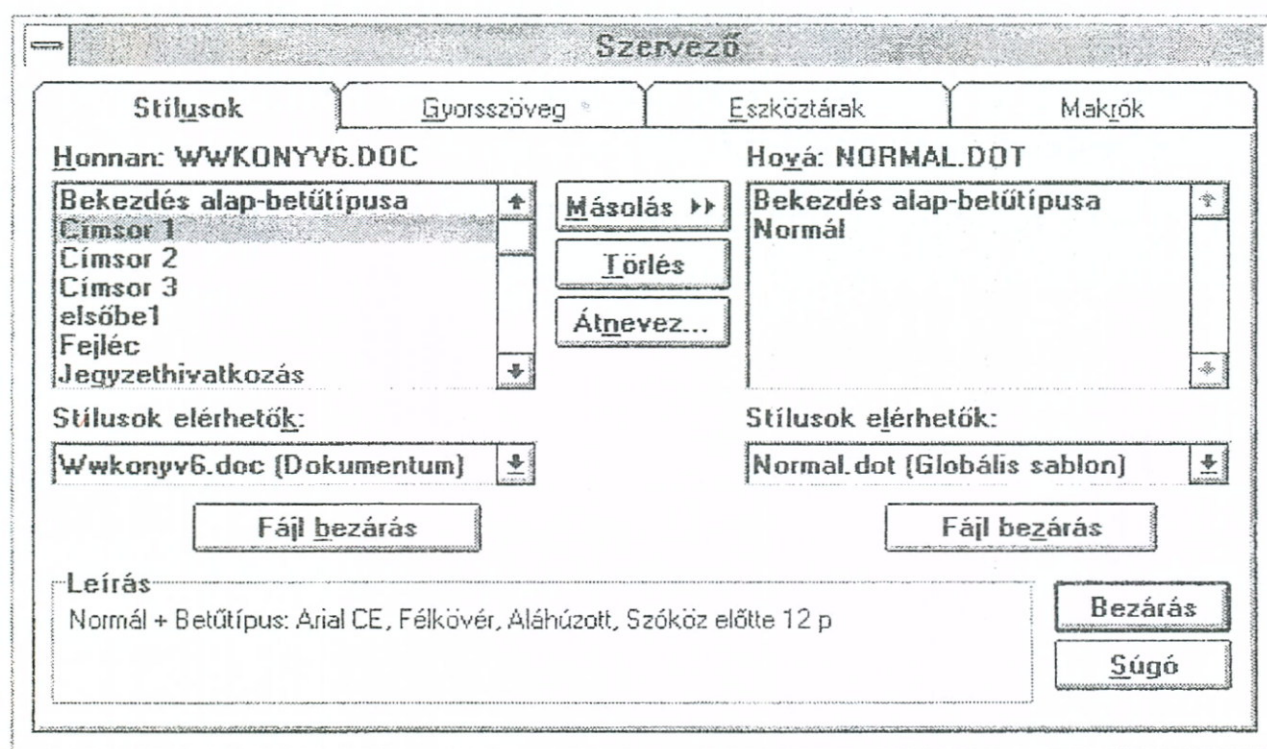 Szervező
Stílusok
Gyorsszöveg
Eszköztárak
Makrók
Honnan: WWKONYV6.DOC
Bekezdés alap-betűtípusa
Címsor 1
Címsor 2
Címsor 3
elsőbe1
Fejléc
Jegyzethivatkozás
Stílusok elérhetők:
Wwkonyv6.doc (Dokumentum)
Fájl bezárás
Másolás
Törlés
Átnevez...
Hová: NORMAL.DOT
Bekezdés alap-betűtípusa
Normál
Stílusok elérhetők:
Normal.dot (Globális sablon)
Fájl bezárás
Leírás
Normál + Betűtípus: Arial CE, Félkövér, Aláhúzott, Szóköz előtte 12 p
Bezárás
Súgó